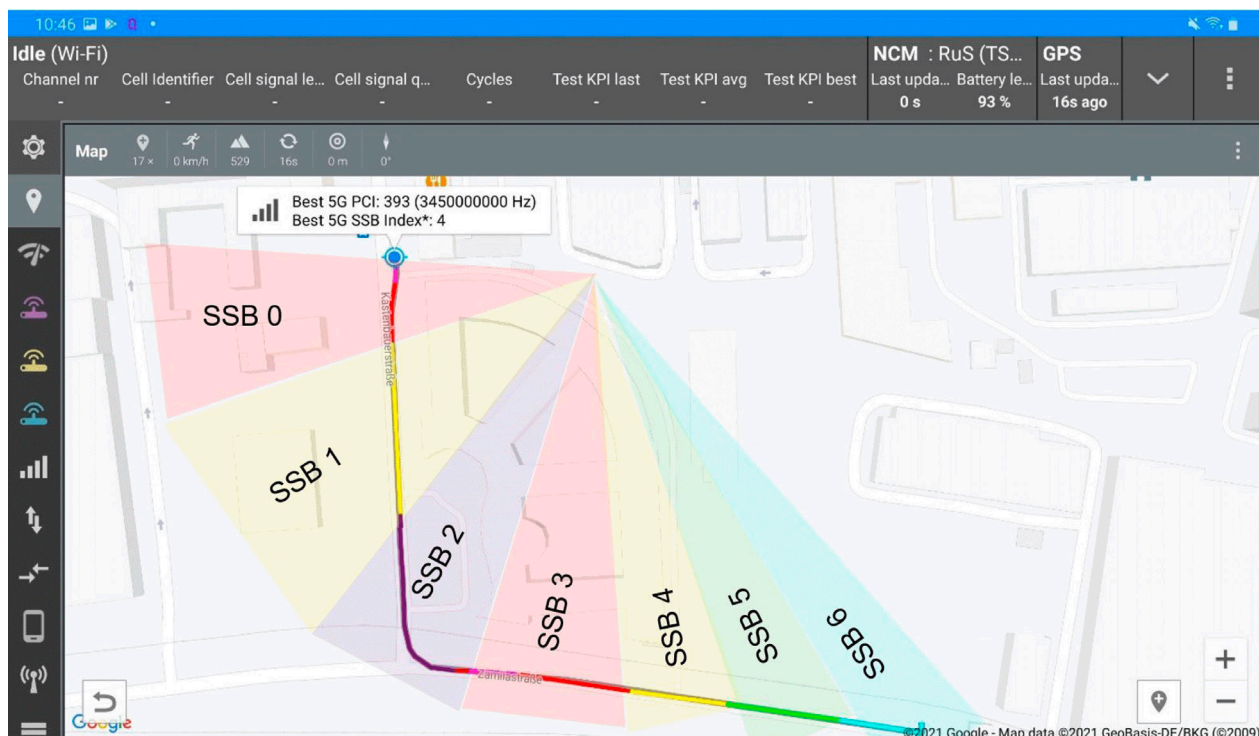 10:46
Idle (Wi-Fi)
Channel nr Cell Identifier Cell signal le... Cell signal q... Cycles Test KPI last Test KPI avg Test KPI best
- - - - - - - -
NCM : RuS (TS...
Last upda... Battery le...
0 s 93 %
GPS
Last upda...
16s ago
Map
17 × 0 km/h 529 16s 0 m 0°
Best 5G PCI: 393 (3450000000 Hz)
Best 5G SSB Index*: 4
SSB 0
Kastenbauerstraße
SSB 1
SSB 2
SSB 3
SSB 4
SSB 5
SSB 6
Zamilastraße
+
−
Google
©2021 Google - Map data ©2021 GeoBasis-DE/BKG (©2009)